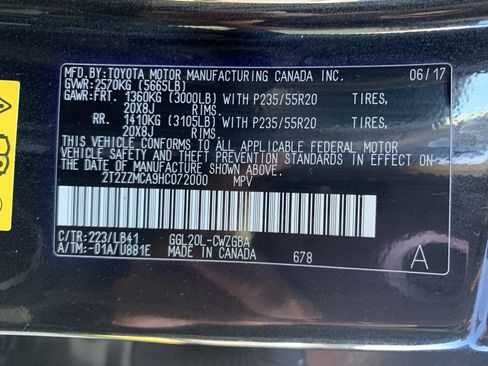 MFD.BY:TOYOTA MOTOR MANUFACTURING CANADA INC. 06/17
GVWR:2570KG (5665LB)
GAWR:FRT. 1360KG (3000LB) WITH P235/55R20 TIRES,
20X8J RIMS.
RR. 1410KG (3105LB) WITH P235/55R20 TIRES,
20X8J RIMS.
THIS VEHICLE CONFORMS TO ALL APPLICABLE FEDERAL MOTOR
VEHICLE SAFETY AND THEFT PREVENTION STANDARDS IN EFFECT
ON THE DATE OF MANUFACTURE SHOWN ABOVE.
2T2ZZMCA9HC072000 MPV
C/TR:223/LB41 GGL20L-CWZGBA
A/TM:-01A/U881E MADE IN CANADA 678 A